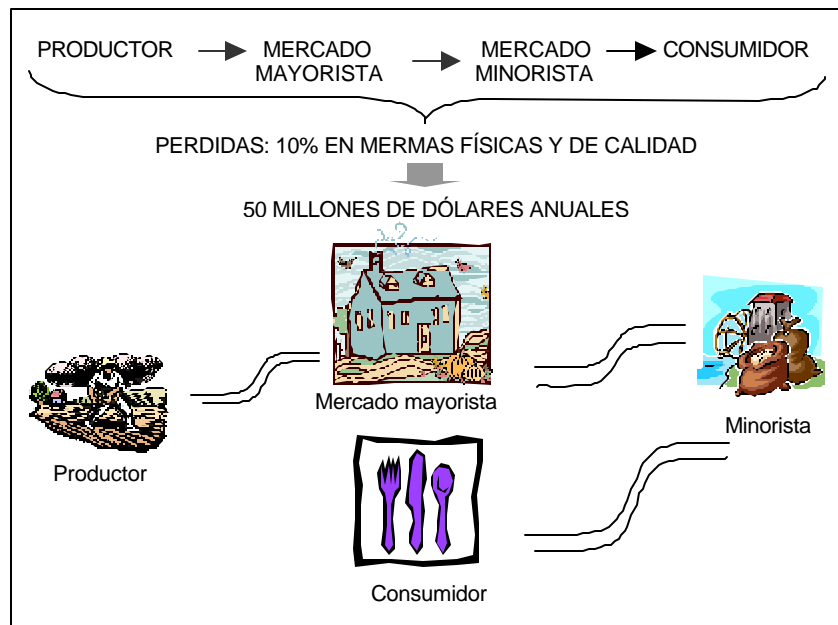 PRODUCTOR MERCADO MAYORISTA MERCADO MINORISTA CONSUMIDOR
PERDIDAS: 10% EN MERMAS FÍSICAS Y DE CALIDAD
50 MILLONES DE DÓLARES ANUALES
Mercado mayorista
Minorista
Productor
Consumidor